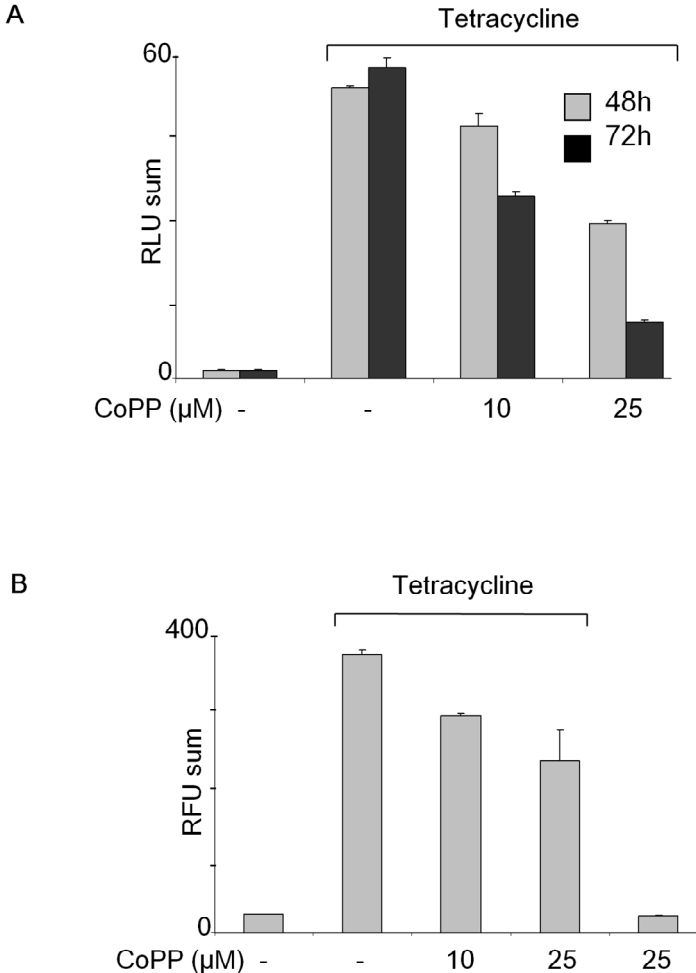 A
Tetracycline
60
48h
72h
RLU sum
0
CoPP (µM) - - 10 25
B
Tetracycline
400
RFU sum
0
CoPP (µM) - - 10 25 25